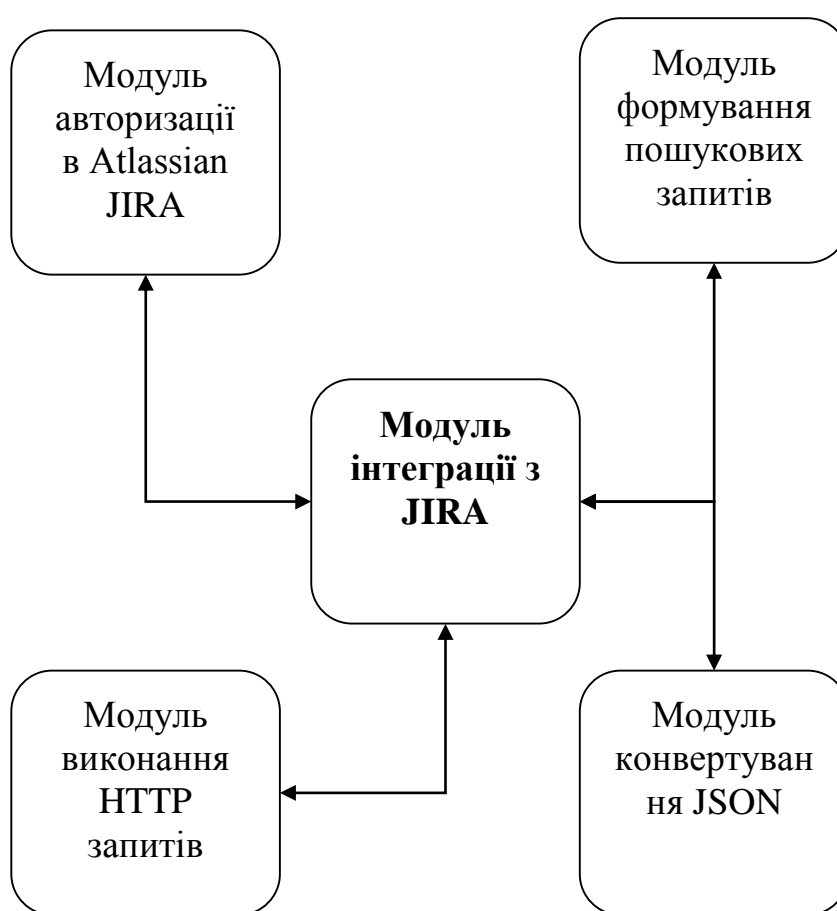 Модуль
авторизації
в Atlassian
JIRA
Модуль
формування
пошукових
запитів
Модуль
інтеграції з
JIRA
Модуль
виконання
HTTP
запитів
Модуль
конвертуван
ня JSON